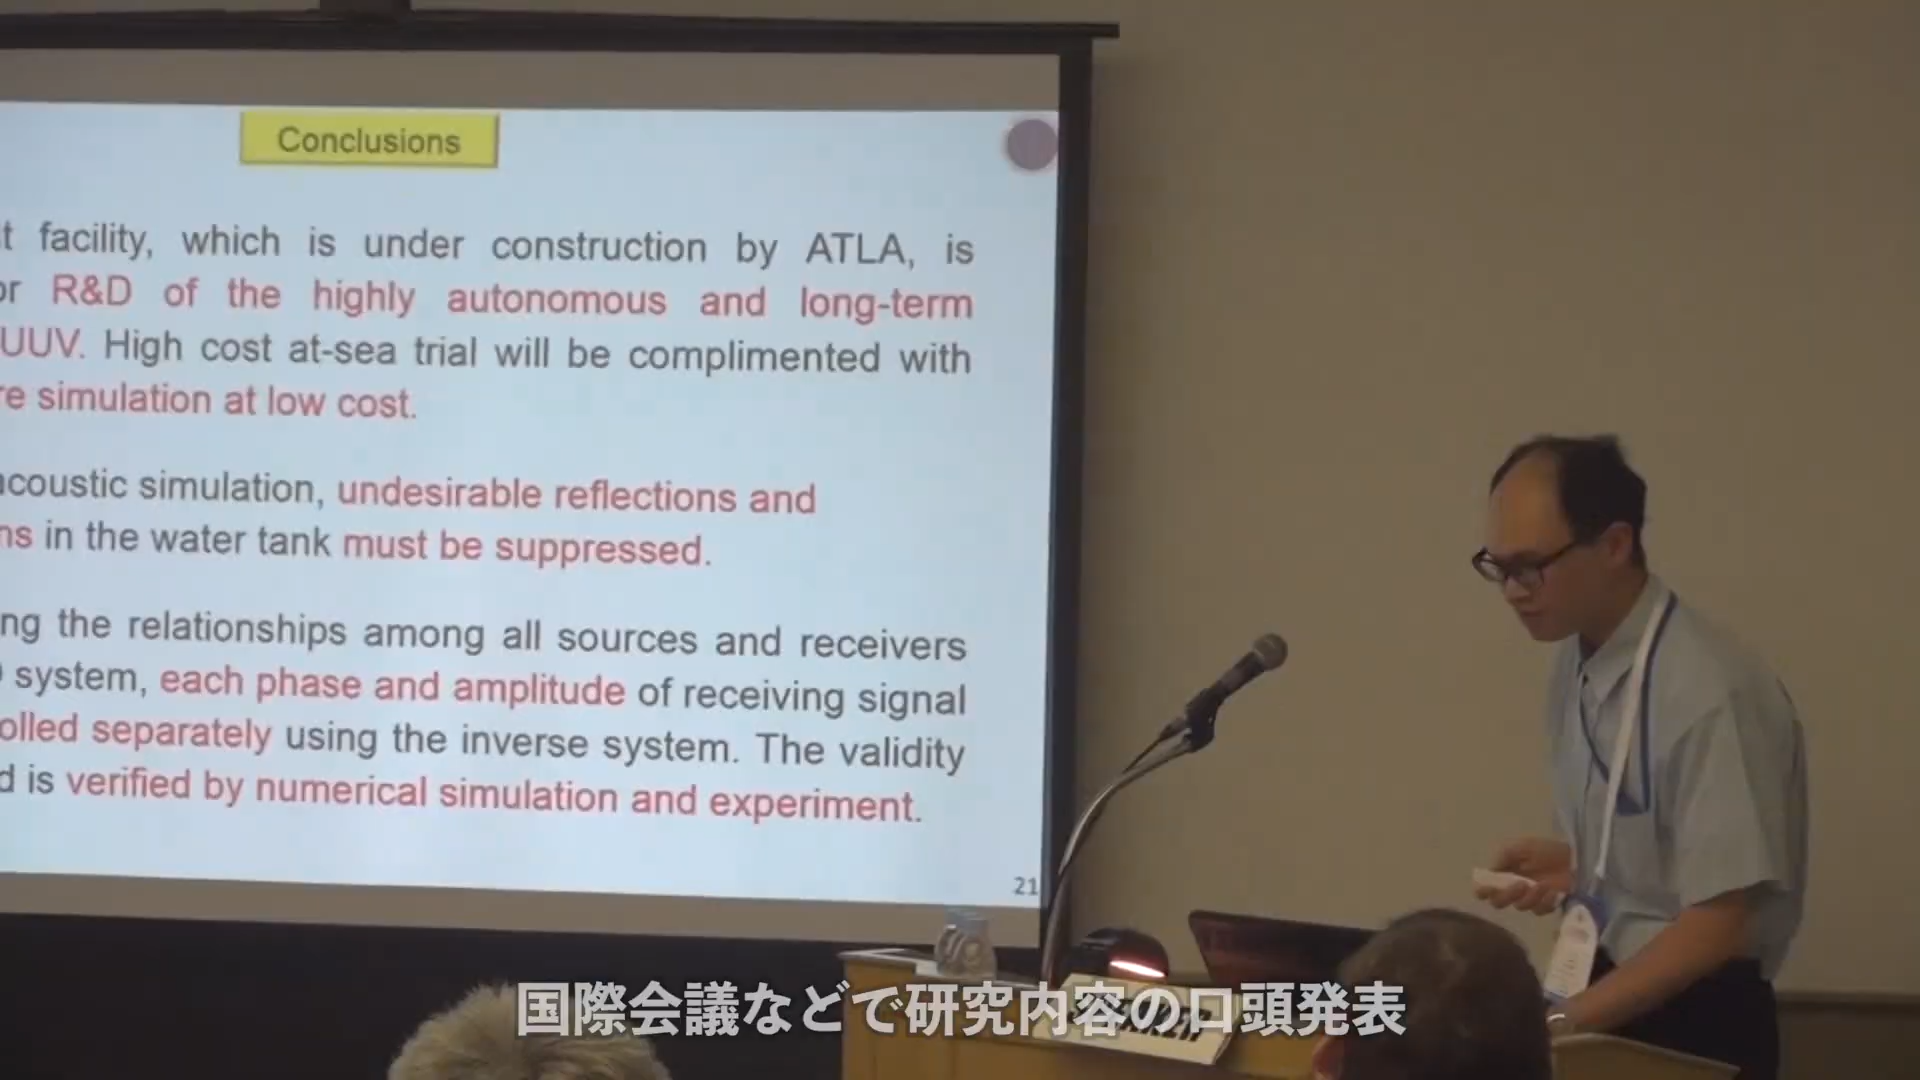 Conclusions
t facility, which is under construction by ATLA, is
or R&D of the highly autonomous and long-term
UUV. High cost at-sea trial will be complimented with
re simulation at low cost.
acoustic simulation, undesirable reflections and
ns in the water tank must be suppressed.
ng the relationships among all sources and receivers
system, each phase and amplitude of receiving signal
olled separately using the inverse system. The validity
d is verified by numerical simulation and experiment.
21
SPEAKER
国際会議などで研究内容の口頭発表